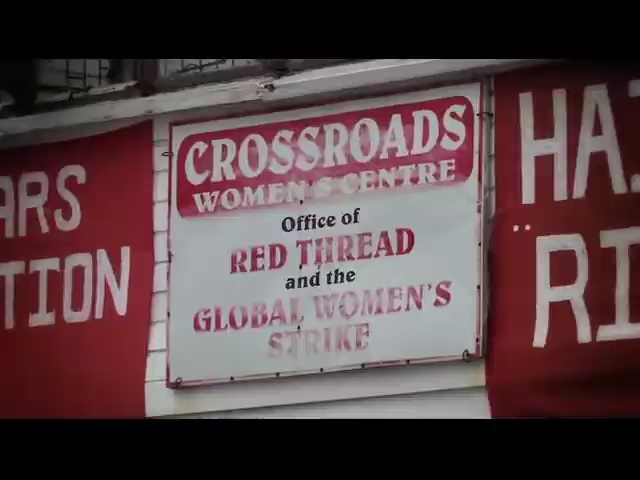 CROSSROADS
WOMEN'S CENTRE
Office of
RED THREAD
and the
GLOBAL WOMEN'S
STRIKE
ARS
TION
HA
RI